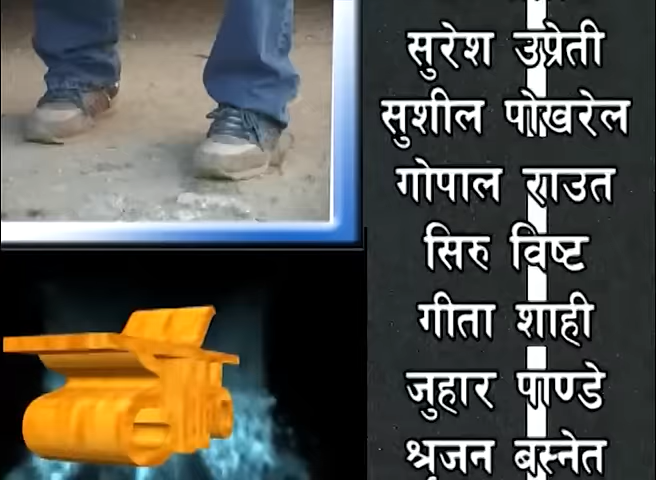 सुरेश उप्रेती
सुशील पोखरेल
गोपाल राउत
सिरु विष्ट
गीता शाही
जुहार पाण्डे
श्रृजन बस्नेत